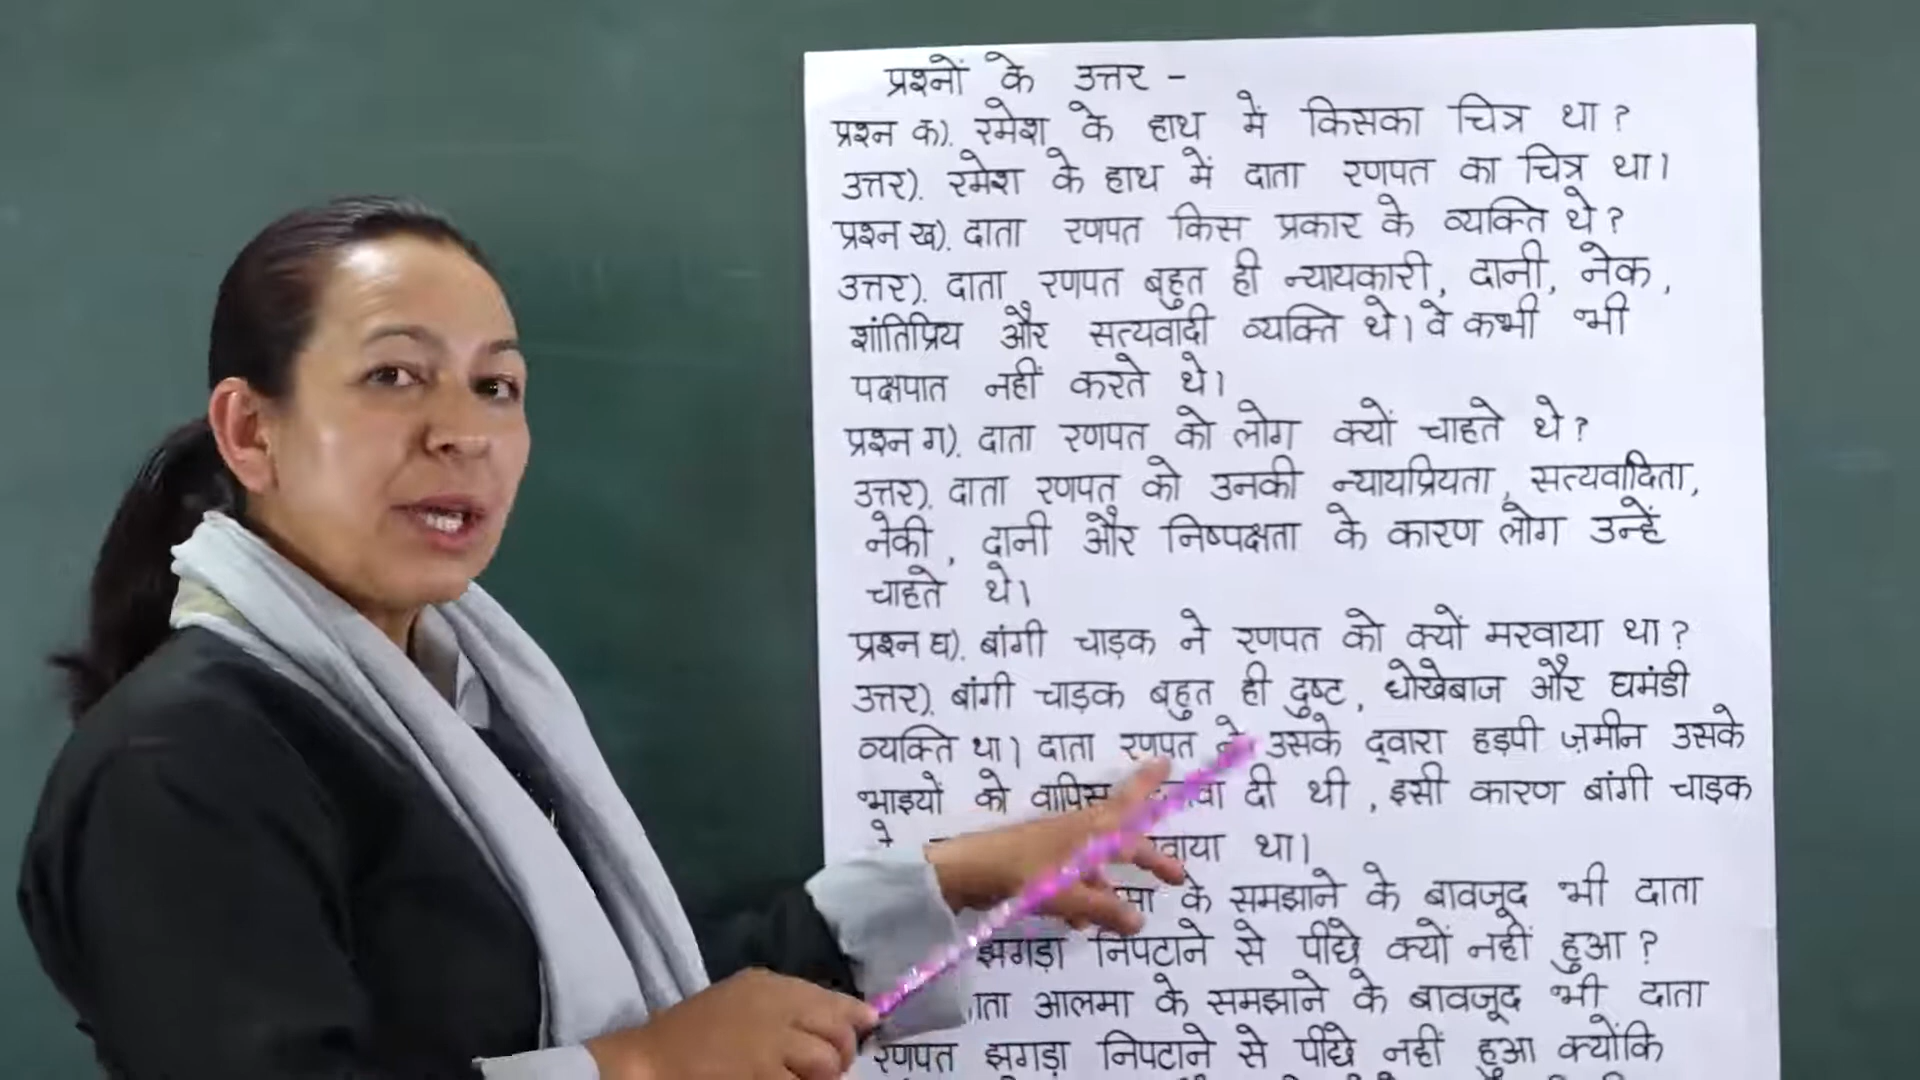 प्रश्नों के उत्तर -
प्रश्न क). रमेश के हाथ में किसका चित्र था ?
उत्तर). रमेश के हाथ में दाता रणपत का चित्र था।
प्रश्न ख). दाता रणपत किस प्रकार के व्यक्ति थे ?
उत्तर). दाता रणपत बहुत ही न्यायकारी, दानी, नेक,
शांतिप्रिय और सत्यवादी व्यक्ति थे। वे कभी भी
पक्षपात नहीं करते थे।
प्रश्न ग). दाता रणपत को लोग क्यों चाहते थे ?
उत्तर). दाता रणपत को उनकी न्यायप्रियता, सत्यवादिता,
नेकी, दानी और निष्पक्षता के कारण लोग उन्हें
चाहते थे।
प्रश्न घ). बांगी चाड़क ने रणपत को क्यों मरवाया था ?
उत्तर). बांगी चाड़क बहुत ही दुष्ट, धोखेबाज और घमंडी
व्यक्ति था। दाता रणपत ने उसके द्वारा हड़पी ज़मीन उसके
भाइयों को वापिस दी थी, इसी कारण बांगी चाड़क
था।
के समझाने के बावजूद भी दाता
झगड़ा निपटाने से पीछे क्यों नहीं हुआ ?
आलमा के समझाने के बावजूद भी दाता
रणपत झगड़ा निपटाने से पीछे नहीं हुआ क्योंकि